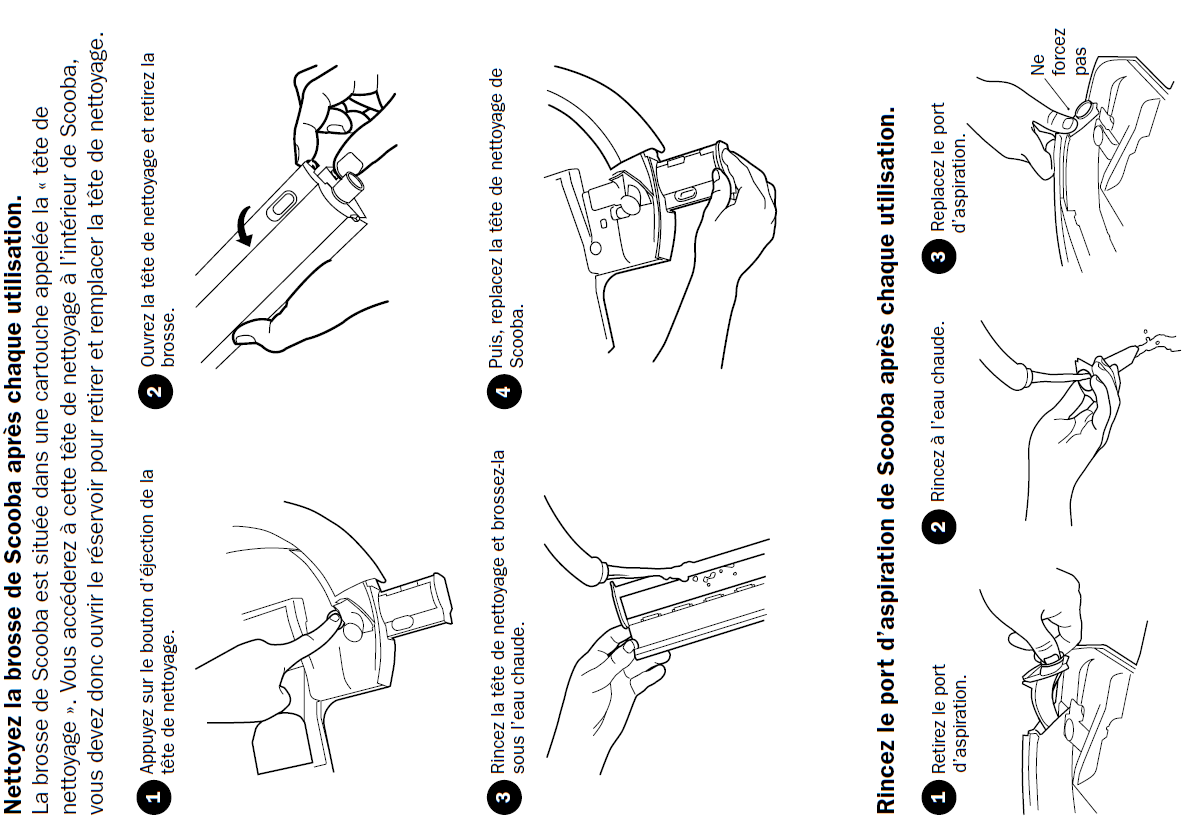 Nettoyez la brosse de Scooba après chaque utilisation.
La brosse de Scooba est située dans une cartouche appelée la « tête de
nettoyage ». Vous accéderez à cette tête de nettoyage à l'intérieur de Scooba,
vous devez donc ouvrir le réservoir pour retirer et remplacer la tête de nettoyage.
1 Appuyez sur le bouton d'éjection de la
tête de nettoyage.
2 Ouvrez la tête de nettoyage et retirez la
brosse.
3 Rincez la tête de nettoyage et brossez-la
sous l'eau chaude.
4 Puis, replacez la tête de nettoyage de
Scooba.
Rincez le port d'aspiration de Scooba après chaque utilisation.
1 Retirez le port
d'aspiration.
2 Rincez à l'eau chaude.
3 Replacez le port
d'aspiration.
Ne
forcez
pas